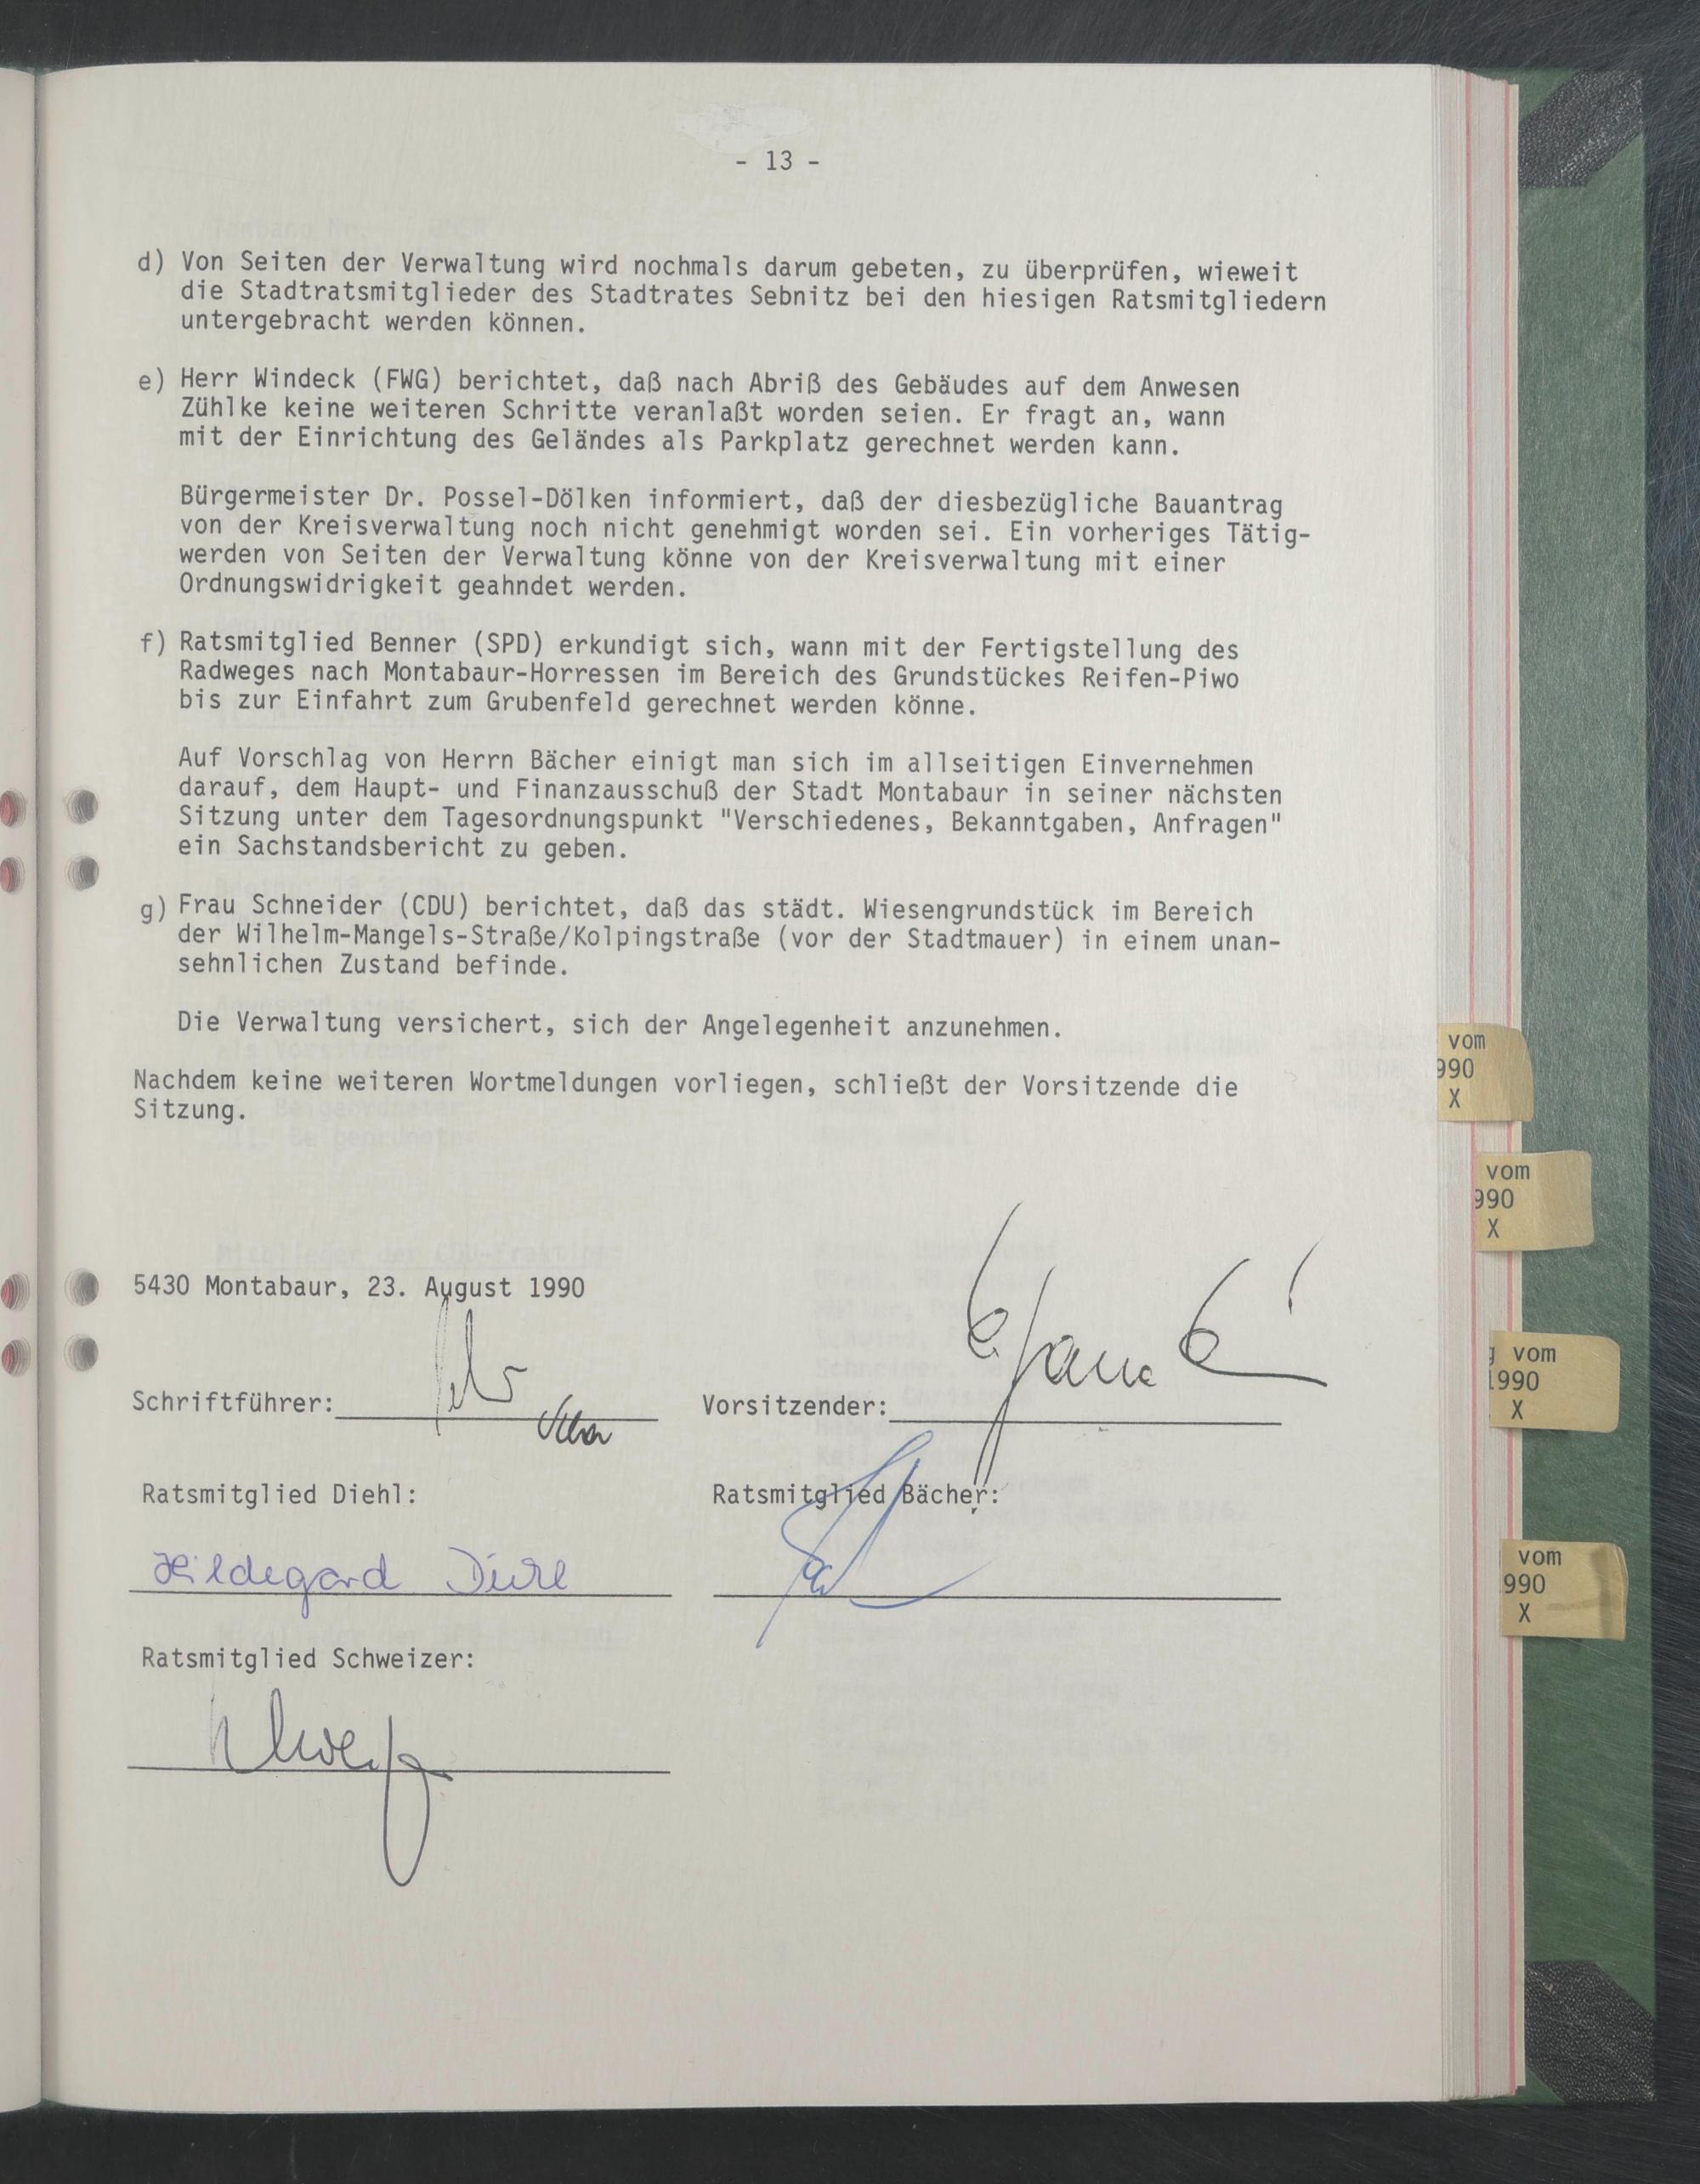 - 13 -
d) Von Seiten der Verwaltung wird nochmals darum gebeten, zu überprüfen, wieweit
die Stadtratsmitglieder des Stadtrates Sebnitz bei den hiesigen Ratsmitgliedern
untergebracht werden können.
e) Herr Windeck (FWG) berichtet, daß nach Abriß des Gebäudes auf dem Anwesen
Zühlke keine weiteren Schritte veranlaßt worden seien. Er fragt an, wann
mit der Einrichtung des Geländes als Parkplatz gerechnet werden kann.
Bürgermeister Dr. Possel-Dölken informiert, daß der diesbezügliche Bauantrag
von der Kreisverwaltung noch nicht genehmigt worden sei. Ein vorheriges Tätig-
werden von Seiten der Verwaltung könne von der Kreisverwaltung mit einer
Ordnungswidrigkeit geahndet werden.
f) Ratsmitglied Benner (SPD) erkundigt sich, wann mit der Fertigstellung des
Radweges nach Montabaur-Horressen im Bereich des Grundstückes Reifen-Piwo
bis zur Einfahrt zum Grubenfeld gerechnet werden könne.
Auf Vorschlag von Herrn Bächer einigt man sich im allseitigen Einvernehmen
darauf, dem Haupt- und Finanzausschuß der Stadt Montabaur in seiner nächsten
Sitzung unter dem Tagesordnungspunkt "Verschiedenes, Bekanntgaben, Anfragen"
ein Sachstandsbericht zu geben.
g) Frau Schneider (CDU) berichtet, daß das städt. Wiesengrundstück im Bereich
der Wilhelm-Mangels-Straße/Kolpingstraße (vor der Stadtmauer) in einem unan-
sehnlichen Zustand befinde.
Die Verwaltung versichert, sich der Angelegenheit anzunehmen.
Nachdem keine weiteren Wortmeldungen vorliegen, schließt der Vorsitzende die
Sitzung.
5430 Montabaur, 23. August 1990
Schriftführer: Vorsitzender:
Ratsmitglied Diehl: Ratsmitglied Bächer:
Hildegard Diehl
Ratsmitglied Schweizer:
vom
990
X
vom
990
X
g vom
1990
X
vom
990
X